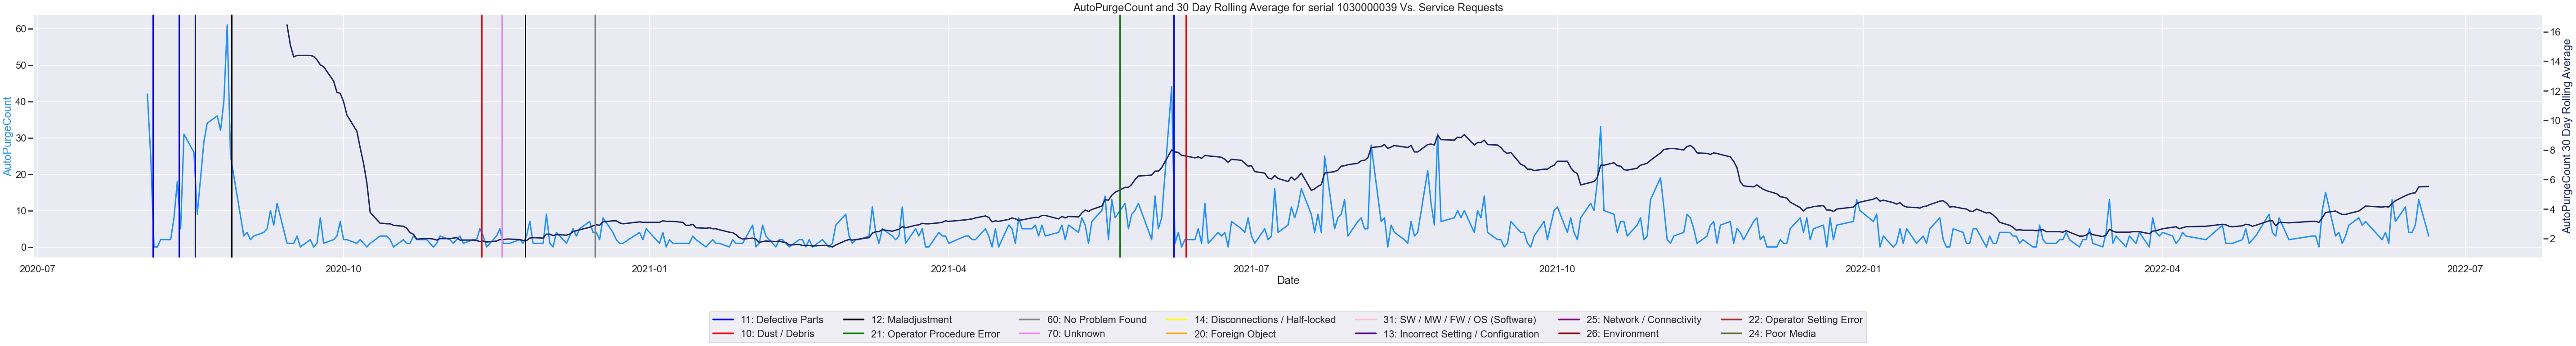 AutoPurgeCount and 30 Day Rolling Average for serial 1030000039 Vs. Service Requests
AutoPurgeCount
60
50
40
30
20
10
0
16
14
12
10
8
6
4
2
AutoPurgeCount 30 Day Rolling Average
2020-07 2020-10 2021-01 2021-04 2021-07 2021-10 2022-01 2022-04 2022-07
Date
11: Defective Parts 12: Maladjustment 60: No Problem Found 14: Disconnections / Half-locked 31: SW / MW / FW / OS (Software) 25: Network / Connectivity 22: Operator Setting Error
10: Dust / Debris 21: Operator Procedure Error 70: Unknown 20: Foreign Object 13: Incorrect Setting / Configuration 26: Environment 24: Poor Media